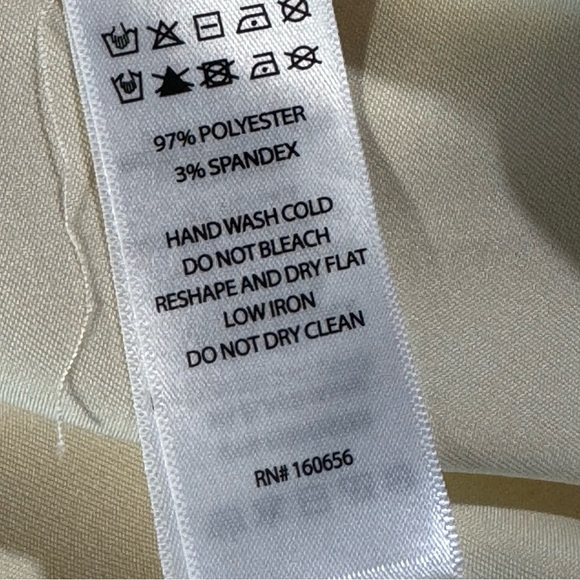 97% POLYESTER
3% SPANDEX
HAND WASH COLD
DO NOT BLEACH
RESHAPE AND DRY FLAT
LOW IRON
DO NOT DRY CLEAN
RN# 160656